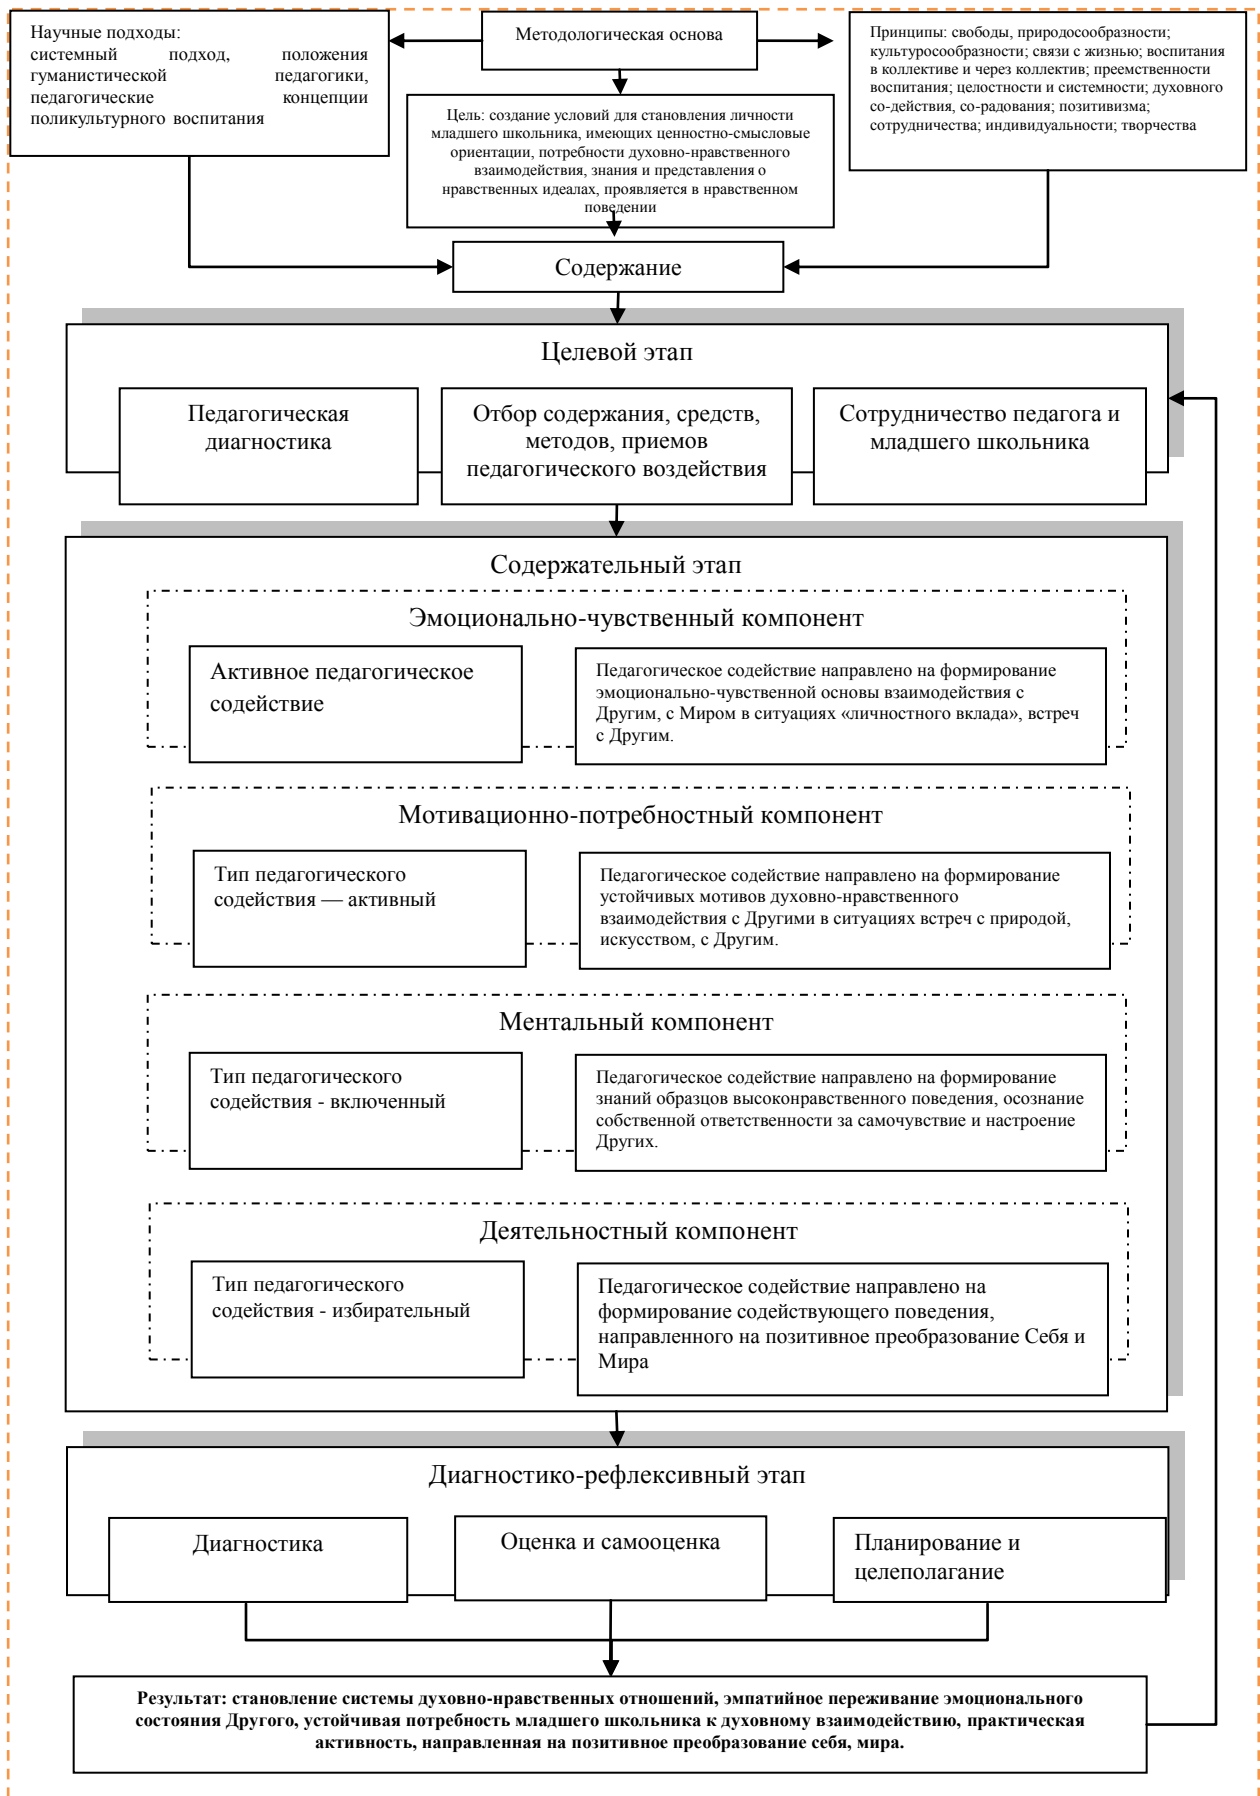 Научные подходы:
системный подход, положения
гуманистической педагогики,
педагогические концепции
поликультурного воспитания
Методологическая основа
Принципы: свободы, природосообразности;
культуросообразности; связи с жизнью; воспитания
в коллективе и через коллектив; преемственности
воспитания; целостности и системности; духовного
со-действия, со-радования; позитивизма;
сотрудничества; индивидуальности; творчества
Цель: создание условий для становления личности
младшего школьника, имеющих ценностно-смысловые
ориентации, потребности духовно-нравственного
взаимодействия, знания и представления о
нравственных идеалах, проявляется в нравственном
поведении
Содержание
Целевой этап
Педагогическая
диагностика
Отбор содержания, средств,
методов, приемов
педагогического воздействия
Сотрудничество педагога и
младшего школьника
Содержательный этап
Эмоционально-чувственный компонент
Активное педагогическое
содействие
Педагогическое содействие направлено на формирование
эмоционально-чувственной основы взаимодействия с
Другим, с Миром в ситуациях «личностного вклада», встреч
с Другим.
Мотивационно-потребностный компонент
Тип педагогического
содействия — активный
Педагогическое содействие направлено на формирование
устойчивых мотивов духовно-нравственного
взаимодействия с Другими в ситуациях встреч с природой,
искусством, с Другим.
Ментальный компонент
Тип педагогического
содействия - включенный
Педагогическое содействие направлено на формирование
знаний образцов высоконравственного поведения, осознание
собственной ответственности за самочувствие и настроение
Других.
Деятельностный компонент
Тип педагогического
содействия - избирательный
Педагогическое содействие направлено на
формирование содействующего поведения,
направленного на позитивное преобразование Себя и
Мира
Диагностико-рефлексивный этап
Диагностика
Оценка и самооценка
Планирование и
целеполагание
Результат: становление системы духовно-нравственных отношений, эмпатийное переживание эмоционального
состояния Другого, устойчивая потребность младшего школьника к духовному взаимодействию, практическая
активность, направленная на позитивное преобразование себя, мира.